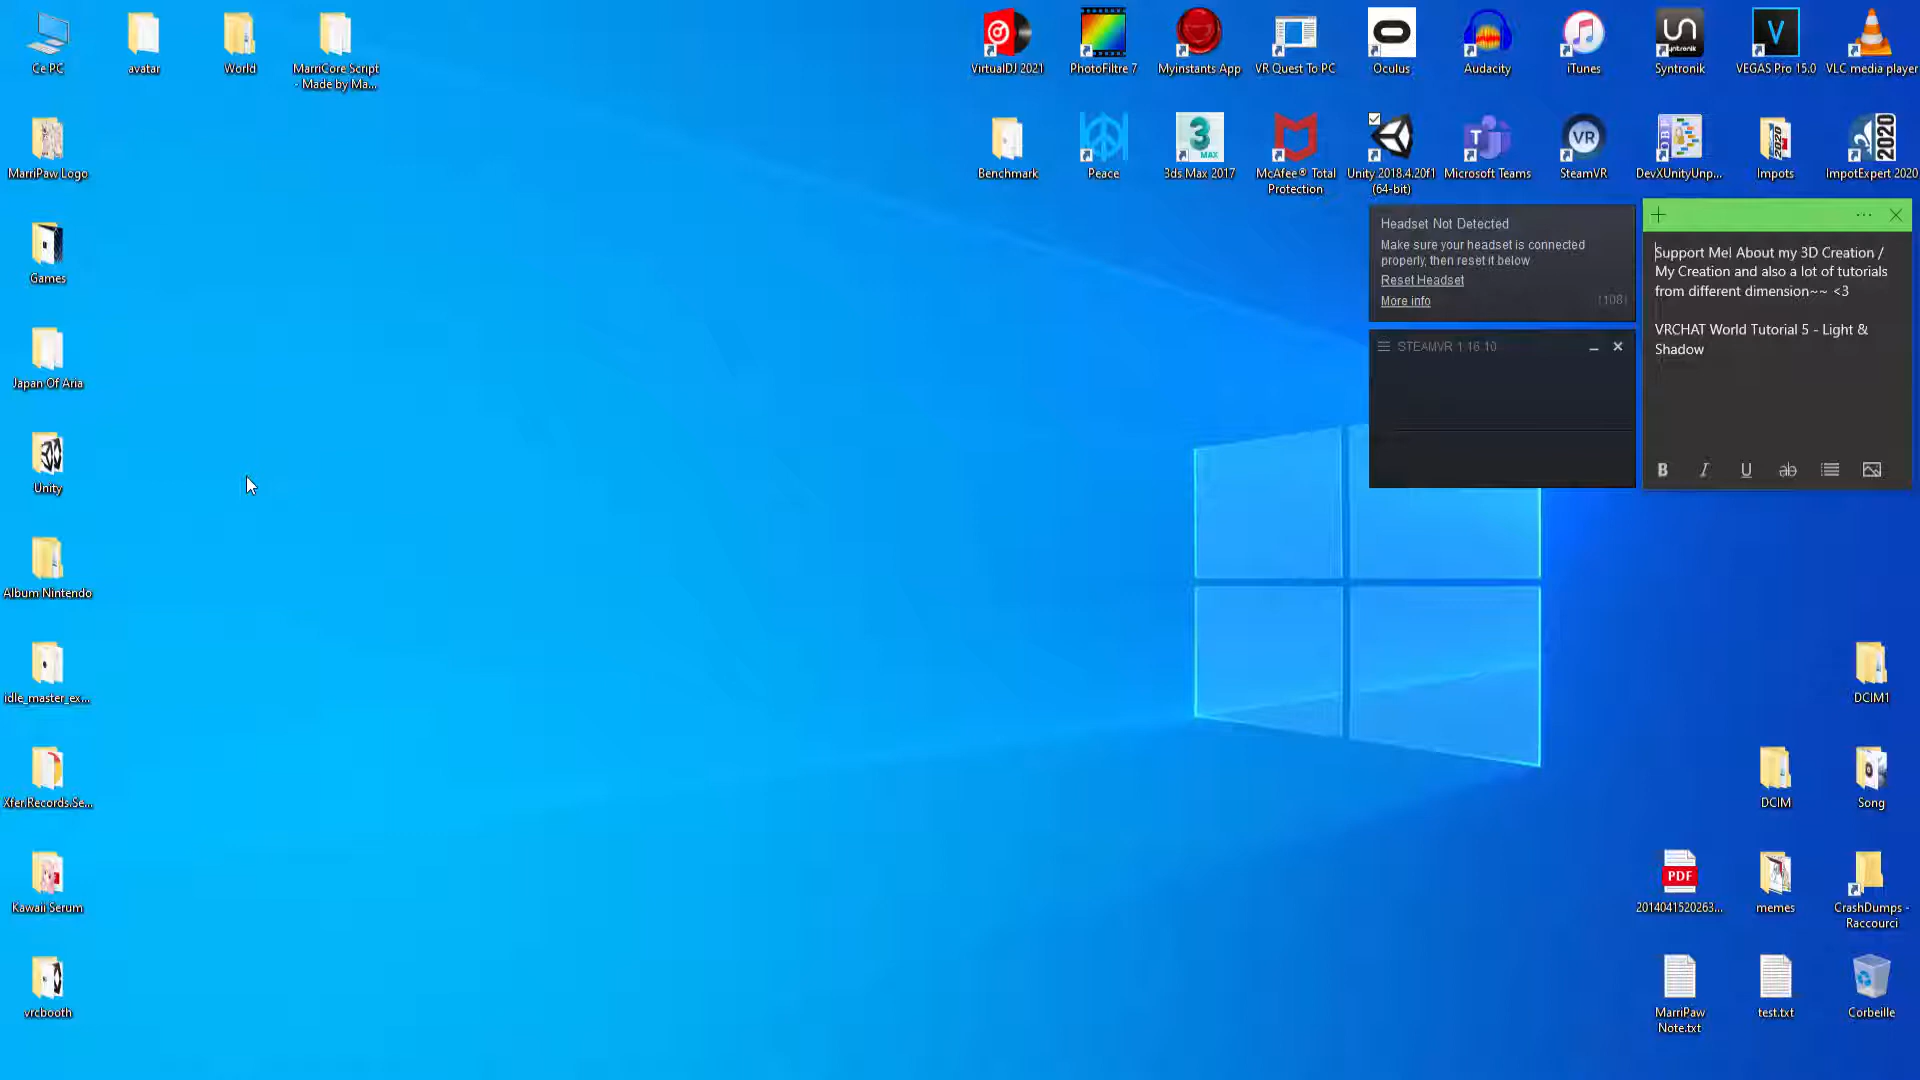 Ce PC
avatar
World
MarriCore Script
- Made by Ma...
VirtualDJ 2021
PhotoFiltre 7
Myinstants App
VR Quest To PC
Oculus
Audacity
iTunes
Syntronik
VEGAS Pro 15.0
VLC media player
MarriPaw Logo
Benchmark
Peace
3ds Max 2017
McAfee® Total
Protection
Unity 2018.4.20f1
(64-bit)
Microsoft Teams
SteamVR
DevXUnityUnp...
Impots
ImpotExpert 2020
Games
Japan Of Aria
Unity
Album Nintendo
idle_master_ex...
Xfer.Records.Se...
Kawaii Serum
vrcbooth
Headset Not Detected
Make sure your headset is connected
properly, then reset it below
Reset Headset
More info
(108)
STEAMVR 1.16.10
Support Me! About my 3D Creation /
My Creation and also a lot of tutorials
from different dimension~~ <3
VRCHAT World Tutorial 5 - Light &
Shadow
B I U ab
DCIM1
DCIM
Song
PDF
2014041520263...
memes
CrashDumps -
Raccourci
MarriPaw
Note.txt
test.txt
Corbeille